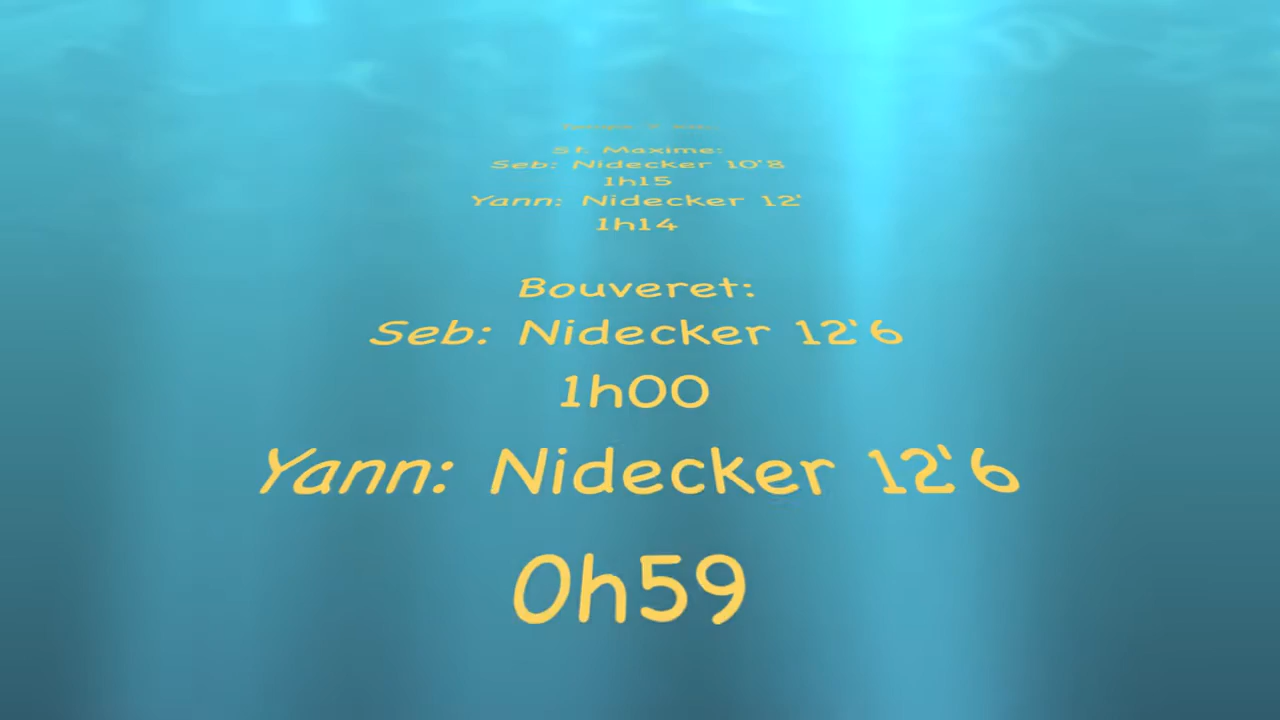 St. Maxime:
Seb: Nidecker 10'8
1h15
Yann: Nidecker 12'
1h14
Bouveret:
Seb: Nidecker 12'6
1h00
Yann: Nidecker 12'6
0h59